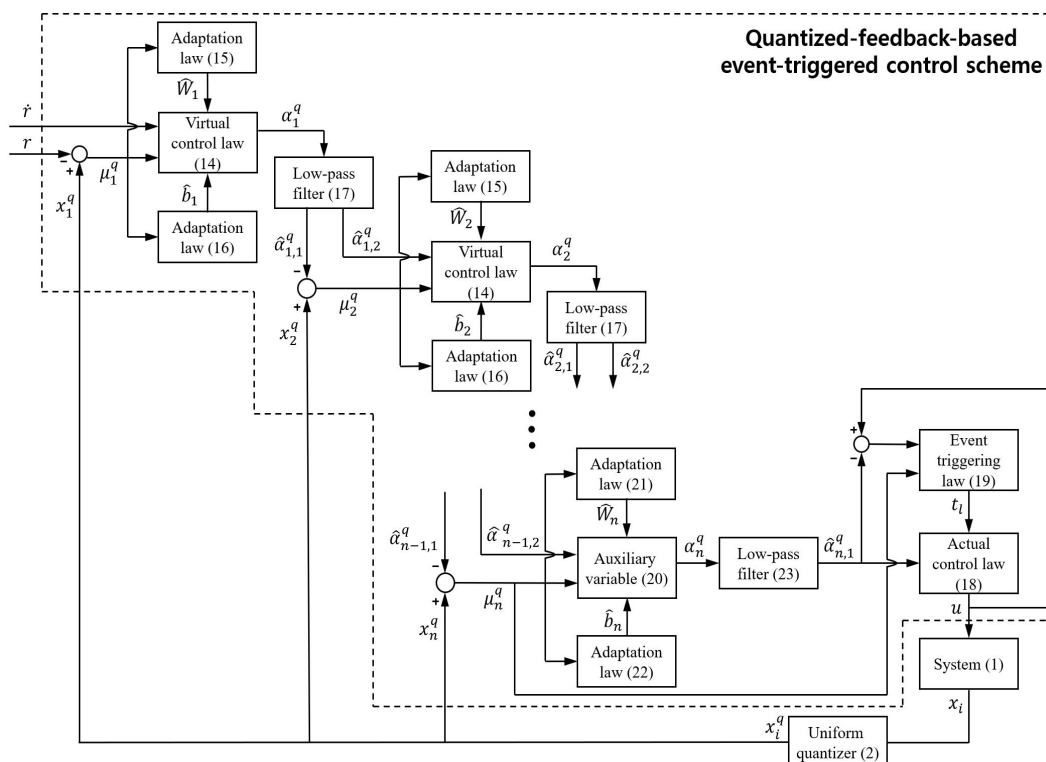 Quantized-feedback-based
event-triggered control scheme
Adaptation
law (15)
Ŵ₁
ṙ
r
Virtual
control law
(14)
α₁^q
μ₁^q
x₁^q
b̂₁
Adaptation
law (16)
Low-pass
filter (17)
α̂₁,₁^q
α̂₁,₂^q
Adaptation
law (15)
Ŵ₂
Virtual
control law
(14)
α₂^q
μ₂^q
x₂^q
b̂₂
Adaptation
law (16)
Low-pass
filter (17)
α̂₂,₁^q
α̂₂,₂^q
Adaptation
law (21)
Ŵₙ
α̂ₙ₋₁,₁^q
α̂ₙ₋₁,₂^q
Auxiliary
variable (20)
αₙ^q
μₙ^q
xₙ^q
b̂ₙ
Adaptation
law (22)
Low-pass
filter (23)
α̂ₙ,₁^q
Event
triggering
law (19)
t_l
Actual
control law
(18)
u
System (1)
xᵢ
xᵢ^q
Uniform
quantizer (2)